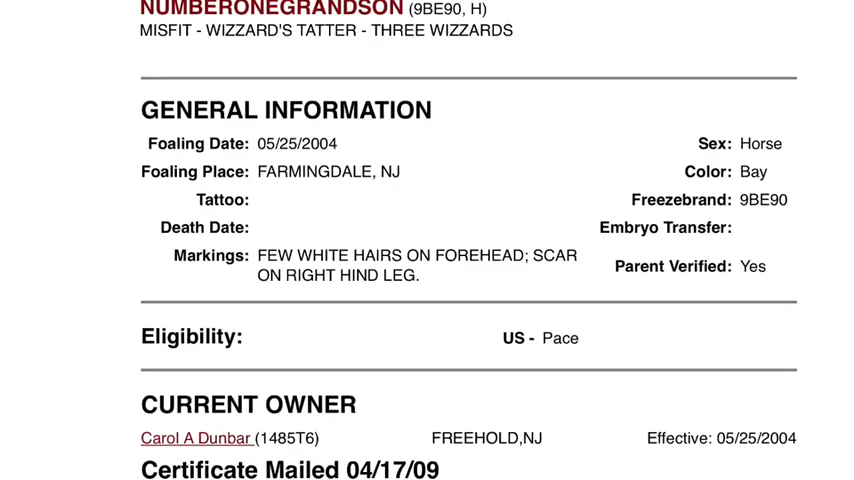 NUMBERONEGRANDSON (9BE90, H)
MISFIT - WIZZARD'S TATTER - THREE WIZZARDS
GENERAL INFORMATION
Foaling Date: 05/25/2004 Sex: Horse
Foaling Place: FARMINGDALE, NJ Color: Bay
Tattoo: Freezebrand: 9BE90
Death Date: Embryo Transfer:
Markings: FEW WHITE HAIRS ON FOREHEAD; SCAR
ON RIGHT HIND LEG. Parent Verified: Yes
Eligibility: US - Pace
CURRENT OWNER
Carol A Dunbar (1485T6) FREEHOLD,NJ Effective: 05/25/2004
Certificate Mailed 04/17/09